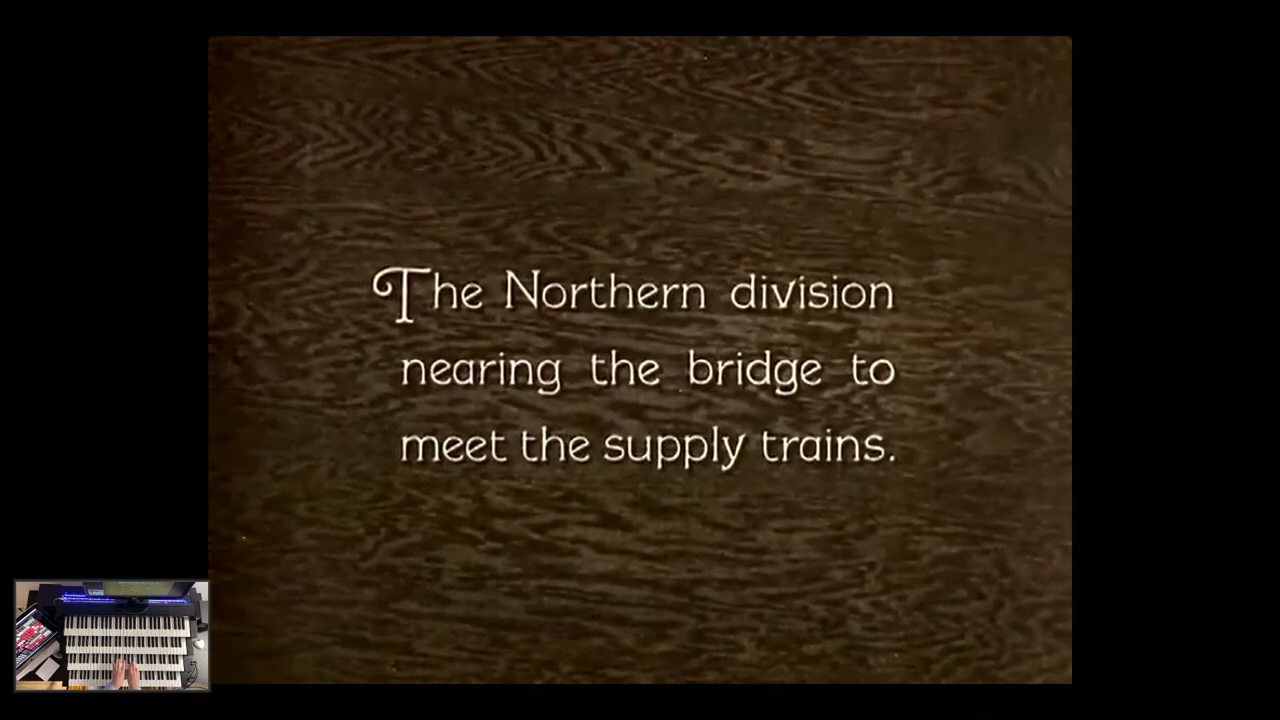 The Northern division
nearing the bridge to
meet the supply trains.